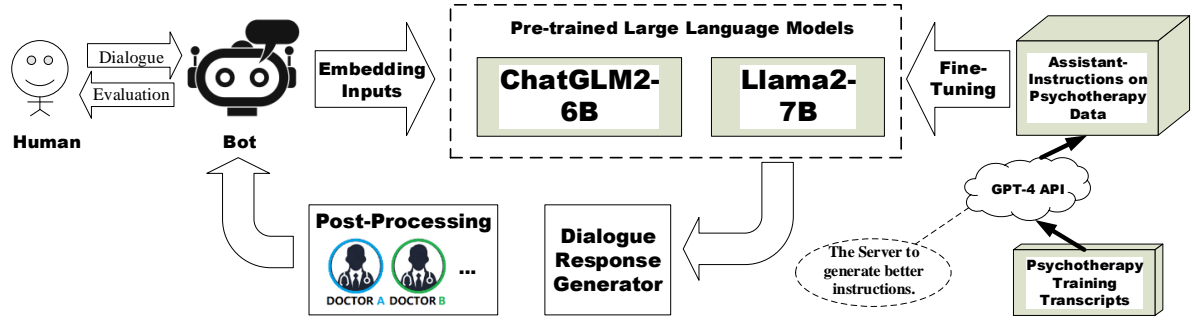 Dialogue
Evaluation
Human
Bot
Embedding
Inputs
Pre-trained Large Language Models
ChatGLM2-
6B
Llama2-
7B
Fine-
Tuning
Assistant-
Instructions on
Psychotherapy
Data
GPT-4 API
Psychotherapy
Training
Transcripts
The Server to
generate better
instructions.
Dialogue
Response
Generator
Post-Processing
DOCTOR A DOCTOR B
...